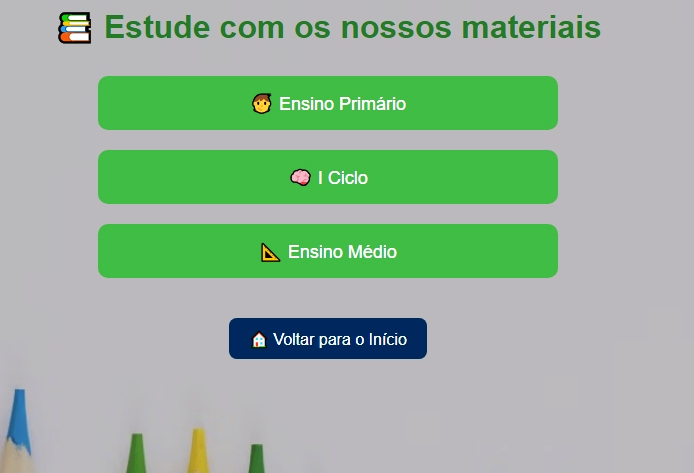 📚 Estude com os nossos materiais
🧒 Ensino Primário
🧠 I Ciclo
📐 Ensino Médio
🏠 Voltar para o Início